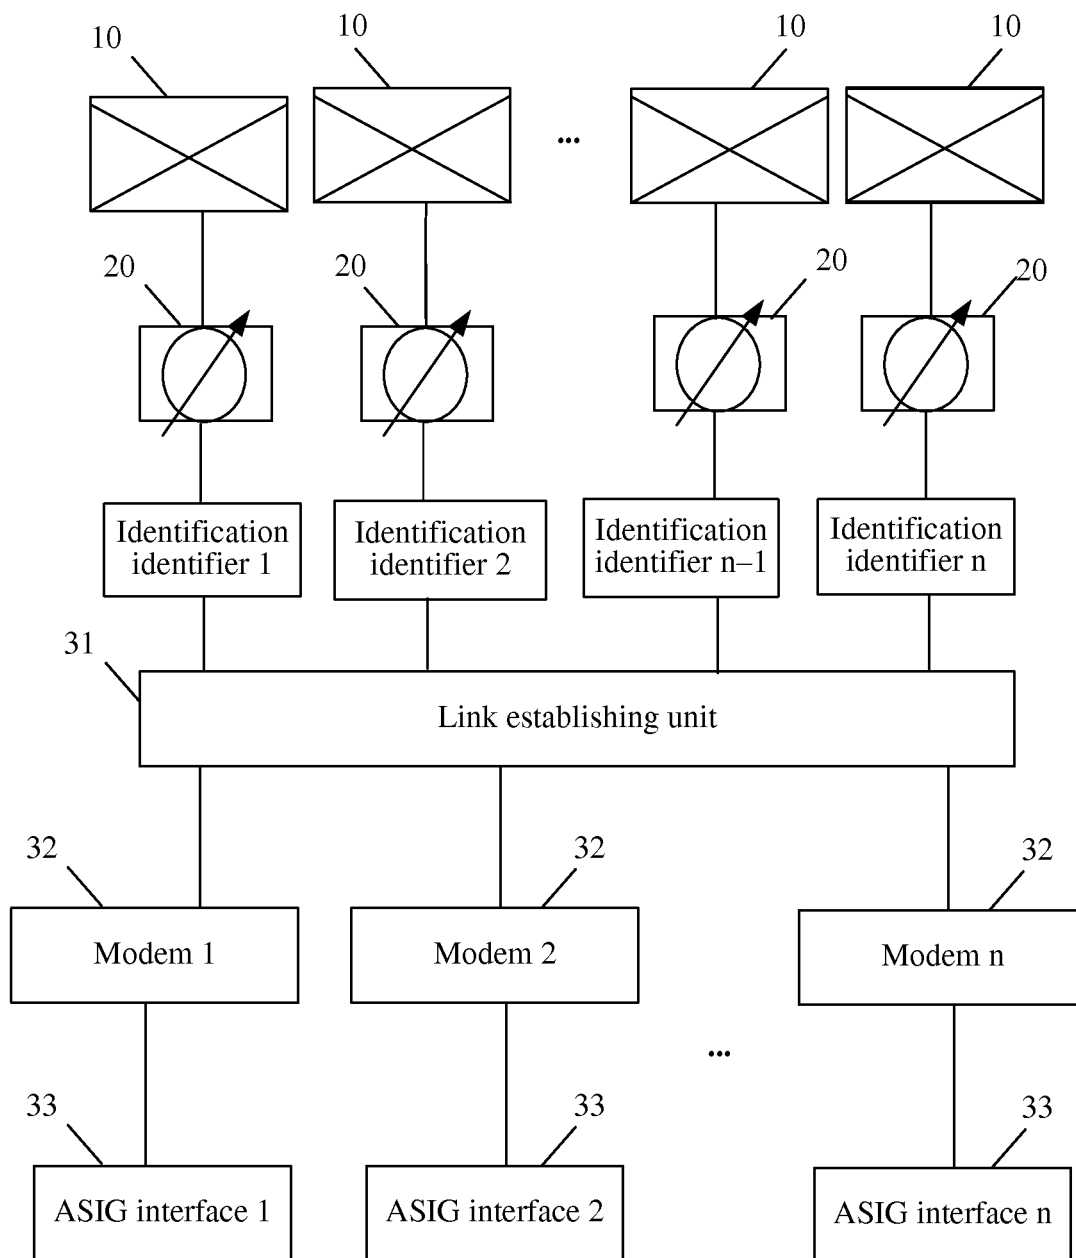 10 10 10 10
...
20 20 20 20
Identification identifier 1
Identification identifier 2
Identification identifier n–1
Identification identifier n
31
Link establishing unit
32 32 32
Modem 1 Modem 2 Modem n
...
33 33 33
ASIG interface 1 ASIG interface 2 ASIG interface n